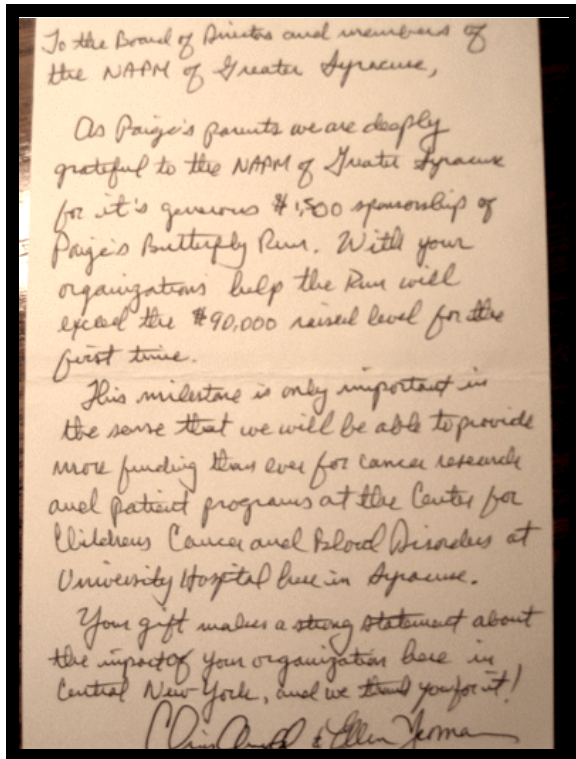 To the Board of Directors and members of
the NAPM of Greater Syracuse,
As Paige's parents we are deeply
grateful to the NAPM of Greater Syracuse
for it's generous $1,500 sponsorship of
Paige's Butterfly Run. With your
organizations help the Run will
exceed the $90,000 raised level for the
first time.
This milestone is only important in
the sense that we will be able to provide
more funding than ever for cancer research
and patient programs at the Center for
Childrens Cancer and Blood Disorders at
University Hospital here in Syracuse.
Your gift makes a strong statement about
the impact of your organization here in
Central New York, and we thank you for it!
Chris Arnold & Ellen Yeoman